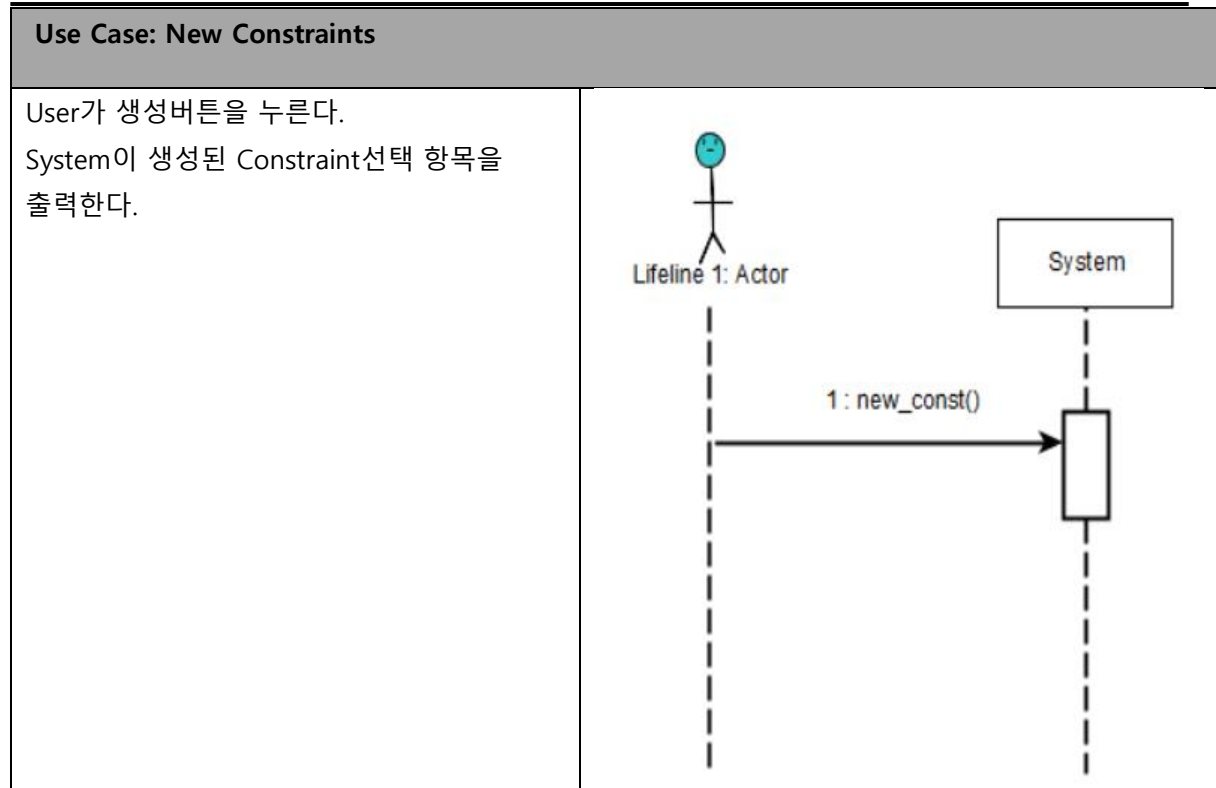 Use Case: New Constraints
User가 생성버튼을 누른다.
System이 생성된 Constraint선택 항목을
출력한다.
Lifeline 1: Actor
System
1 : new_const()